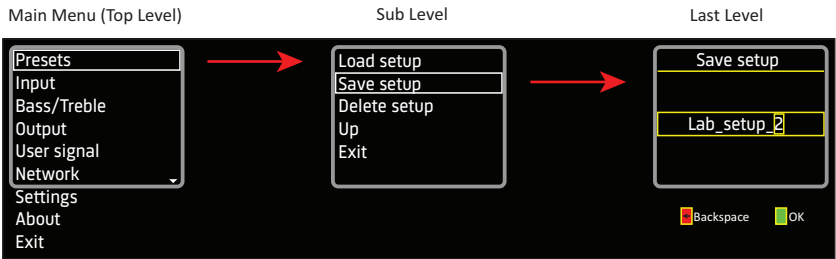 Main Menu (Top Level)
Sub Level
Last Level
Presets
Input
Bass/Treble
Output
User signal
Network
Settings
About
Exit
Load setup
Save setup
Delete setup
Up
Exit
Save setup
Lab_setup_2
Backspace
OK